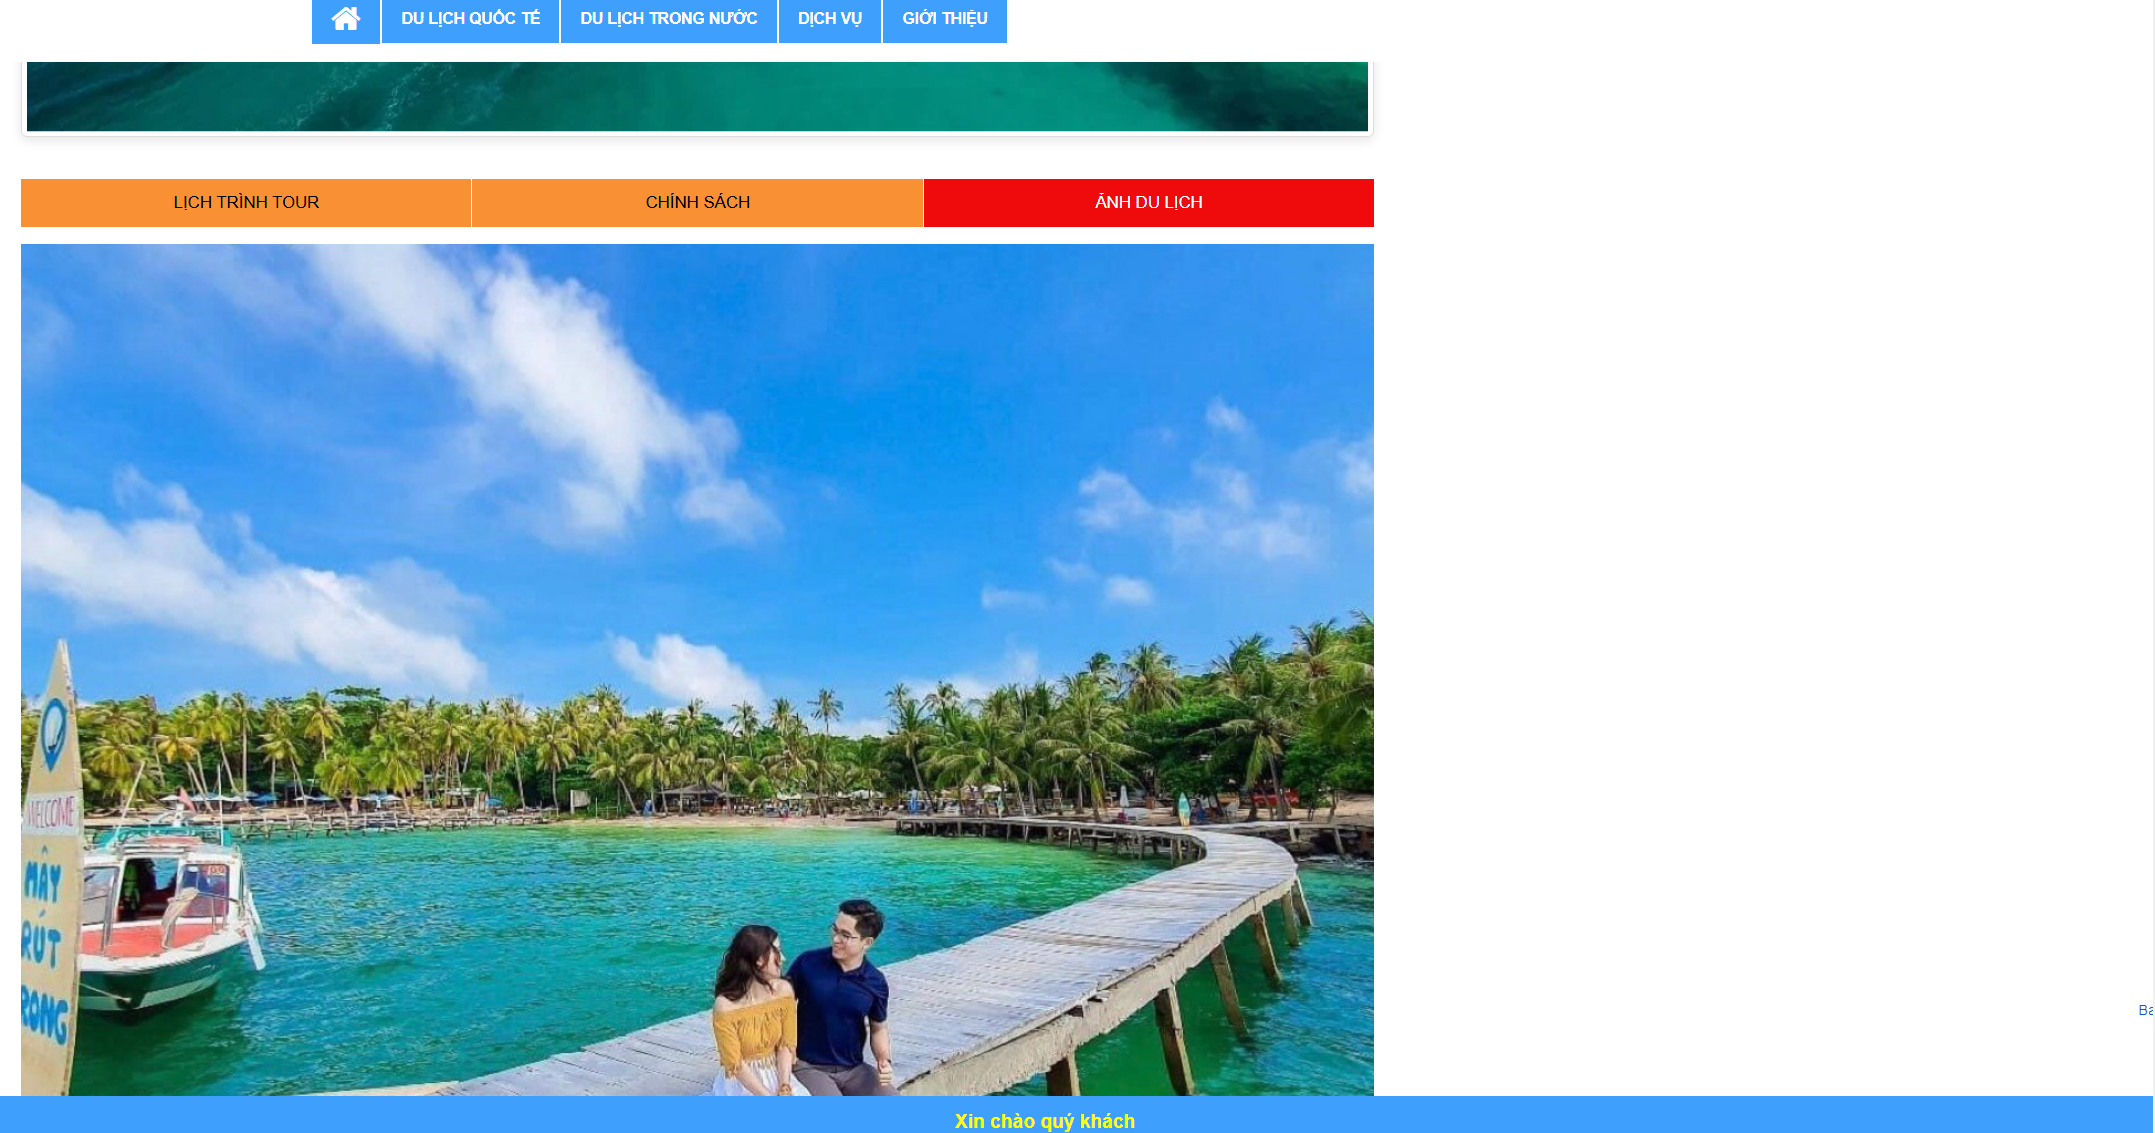 DU LỊCH QUỐC TẾ
DU LỊCH TRONG NƯỚC
DỊCH VỤ
GIỚI THIỆU
LỊCH TRÌNH TOUR
CHÍNH SÁCH
ẢNH DU LỊCH
WELCOME
MÂY
RÚT
RONG
Ba
Xin chào quý khách